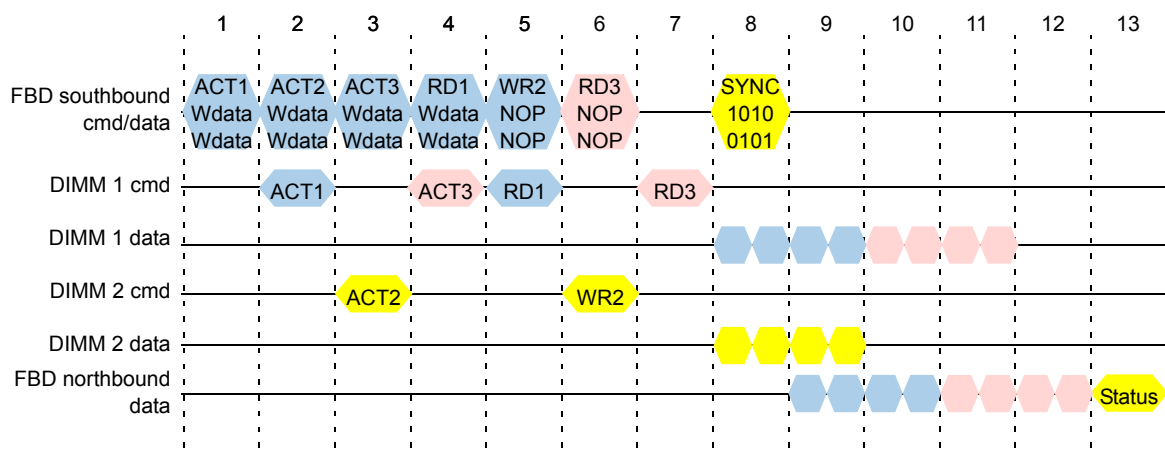 1 2 3 4 5 6 7 8 9 10 11 12 13
FBD southbound
cmd/data
ACT1 ACT2 ACT3 RD1 WR2 RD3 SYNC
Wdata Wdata Wdata Wdata NOP NOP 1010
Wdata Wdata Wdata Wdata NOP NOP 0101
DIMM 1 cmd
ACT1 ACT3 RD1 RD3
DIMM 1 data
DIMM 2 cmd
ACT2 WR2
DIMM 2 data
FBD northbound
data
Status